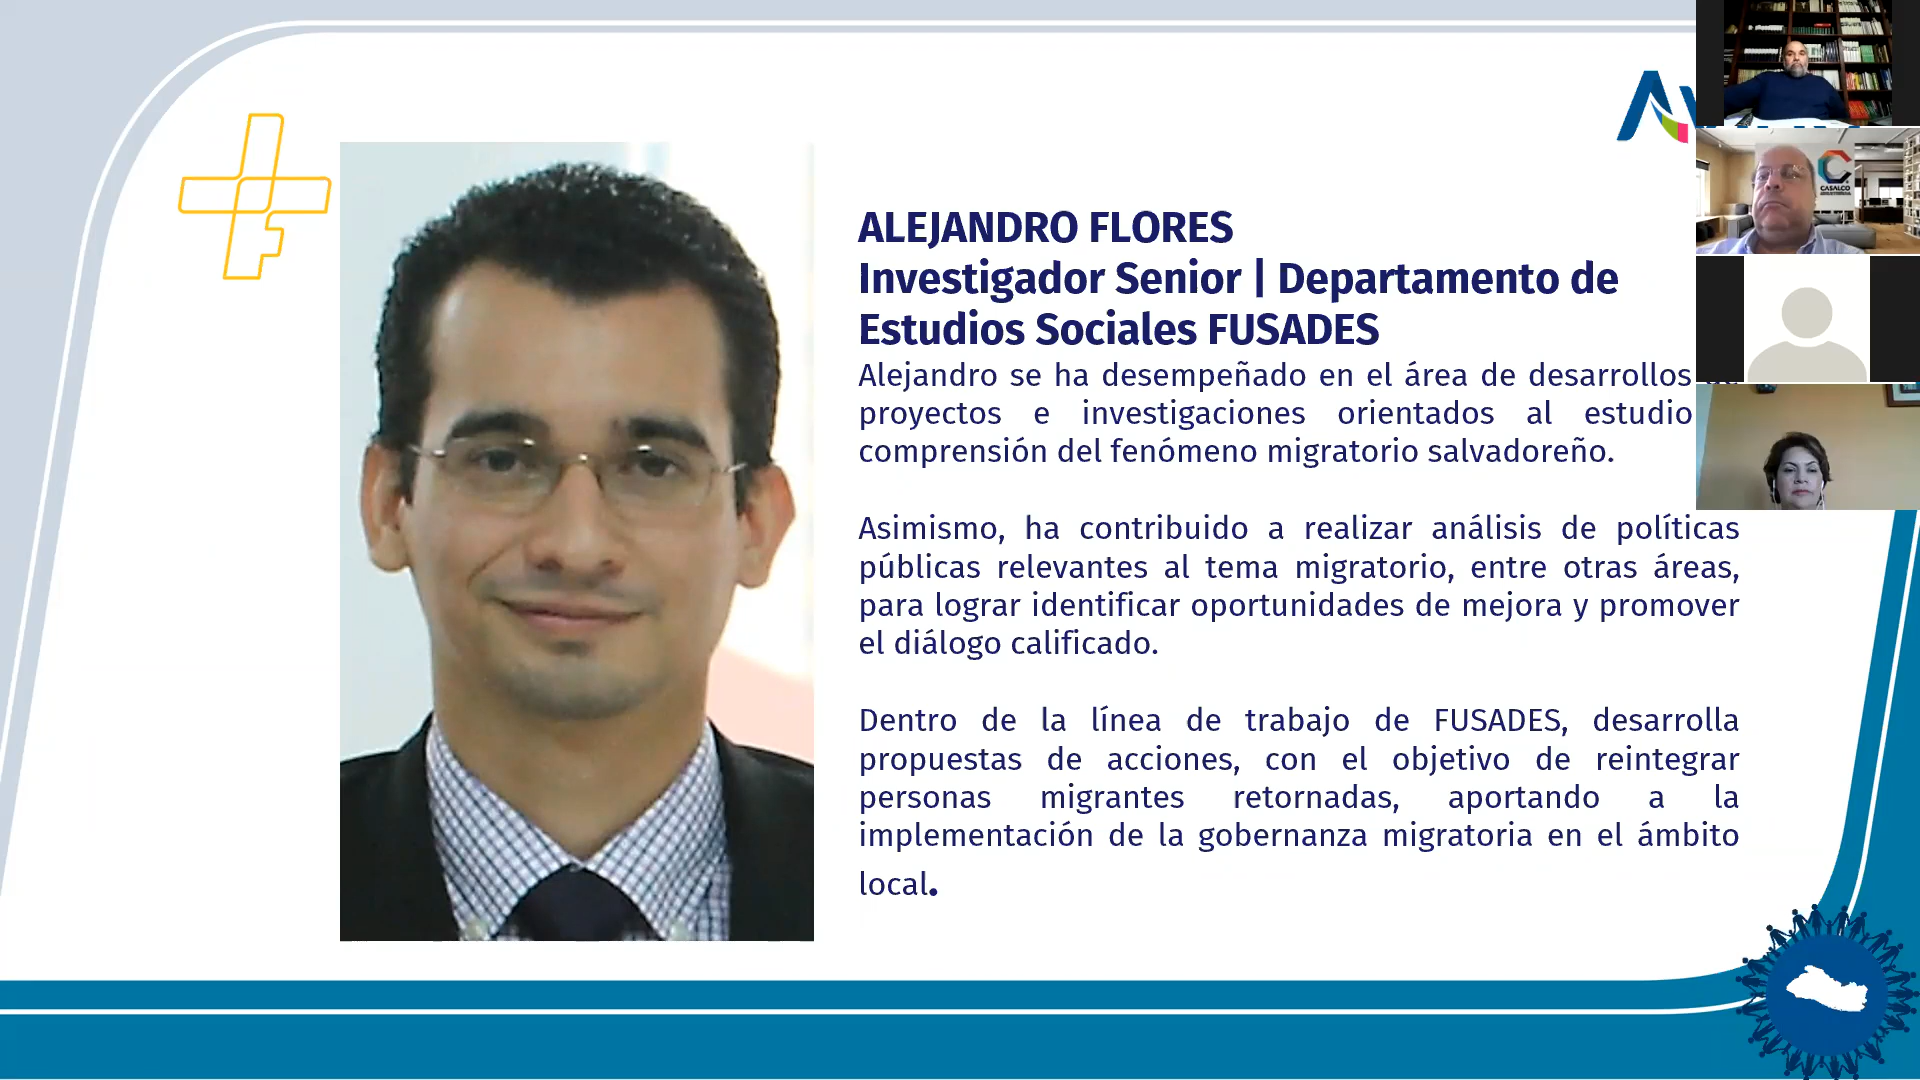 ALEJANDRO FLORES
Investigador Senior | Departamento de
Estudios Sociales FUSADES
Alejandro se ha desempeñado en el área de desarrollos
proyectos e investigaciones orientados al estudio
comprensión del fenómeno migratorio salvadoreño.
Asimismo, ha contribuido a realizar análisis de políticas
públicas relevantes al tema migratorio, entre otras áreas,
para lograr identificar oportunidades de mejora y promover
el diálogo calificado.
Dentro de la línea de trabajo de FUSADES, desarrolla
propuestas de acciones, con el objetivo de reintegrar
personas migrantes retornadas, aportando a la
implementación de la gobernanza migratoria en el ámbito
local.
CASALCO